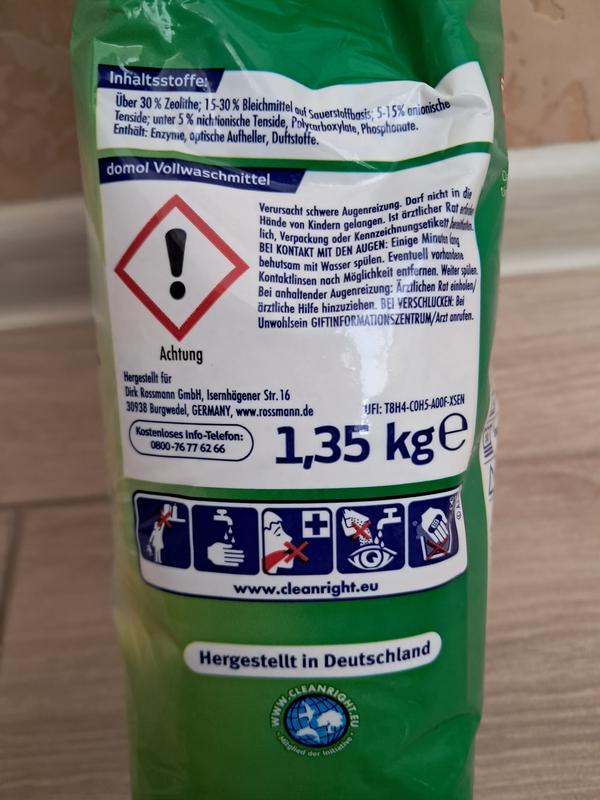 Inhaltsstoffe:
Über 30 % Zeolithe; 15-30 % Bleichmittel auf Sauerstoffbasis; 5-15% anionische
Tenside; unter 5 % nichtionische Tenside, Polycarboxylate, Phosphonate.
Enthält: Enzyme, optische Aufheller, Duftstoffe.
domol Vollwaschmittel
Verursacht schwere Augenreizung. Darf nicht in die
Hände von Kindern gelangen. Ist ärztlicher Rat erforder-
lich, Verpackung oder Kennzeichnungsetikett bereithalten.
BEI KONTAKT MIT DEN AUGEN: Einige Minuten lang
behutsam mit Wasser spülen. Eventuell vorhandene
Kontaktlinsen nach Möglichkeit entfernen. Weiter spülen.
Bei anhaltender Augenreizung: Ärztlichen Rat einholen/
ärztliche Hilfe hinzuziehen. BEI VERSCHLUCKEN: Bei
Unwohlsein GIFTINFORMATIONSZENTRUM/Arzt anrufen.
Achtung
Hergestellt für
Dirk Rossmann GmbH, Isernhägener Str. 16
30938 Burgwedel, GERMANY, www.rossmann.de
UFI: T8H4-C0H5-A00F-XSEN
Kostenloses Info-Telefon:
0800-76 77 62 66
1,35 kg e
www.cleanright.eu
Hergestellt in Deutschland
WWW.CLEANRIGHT.EU
Mitglied der Initiative